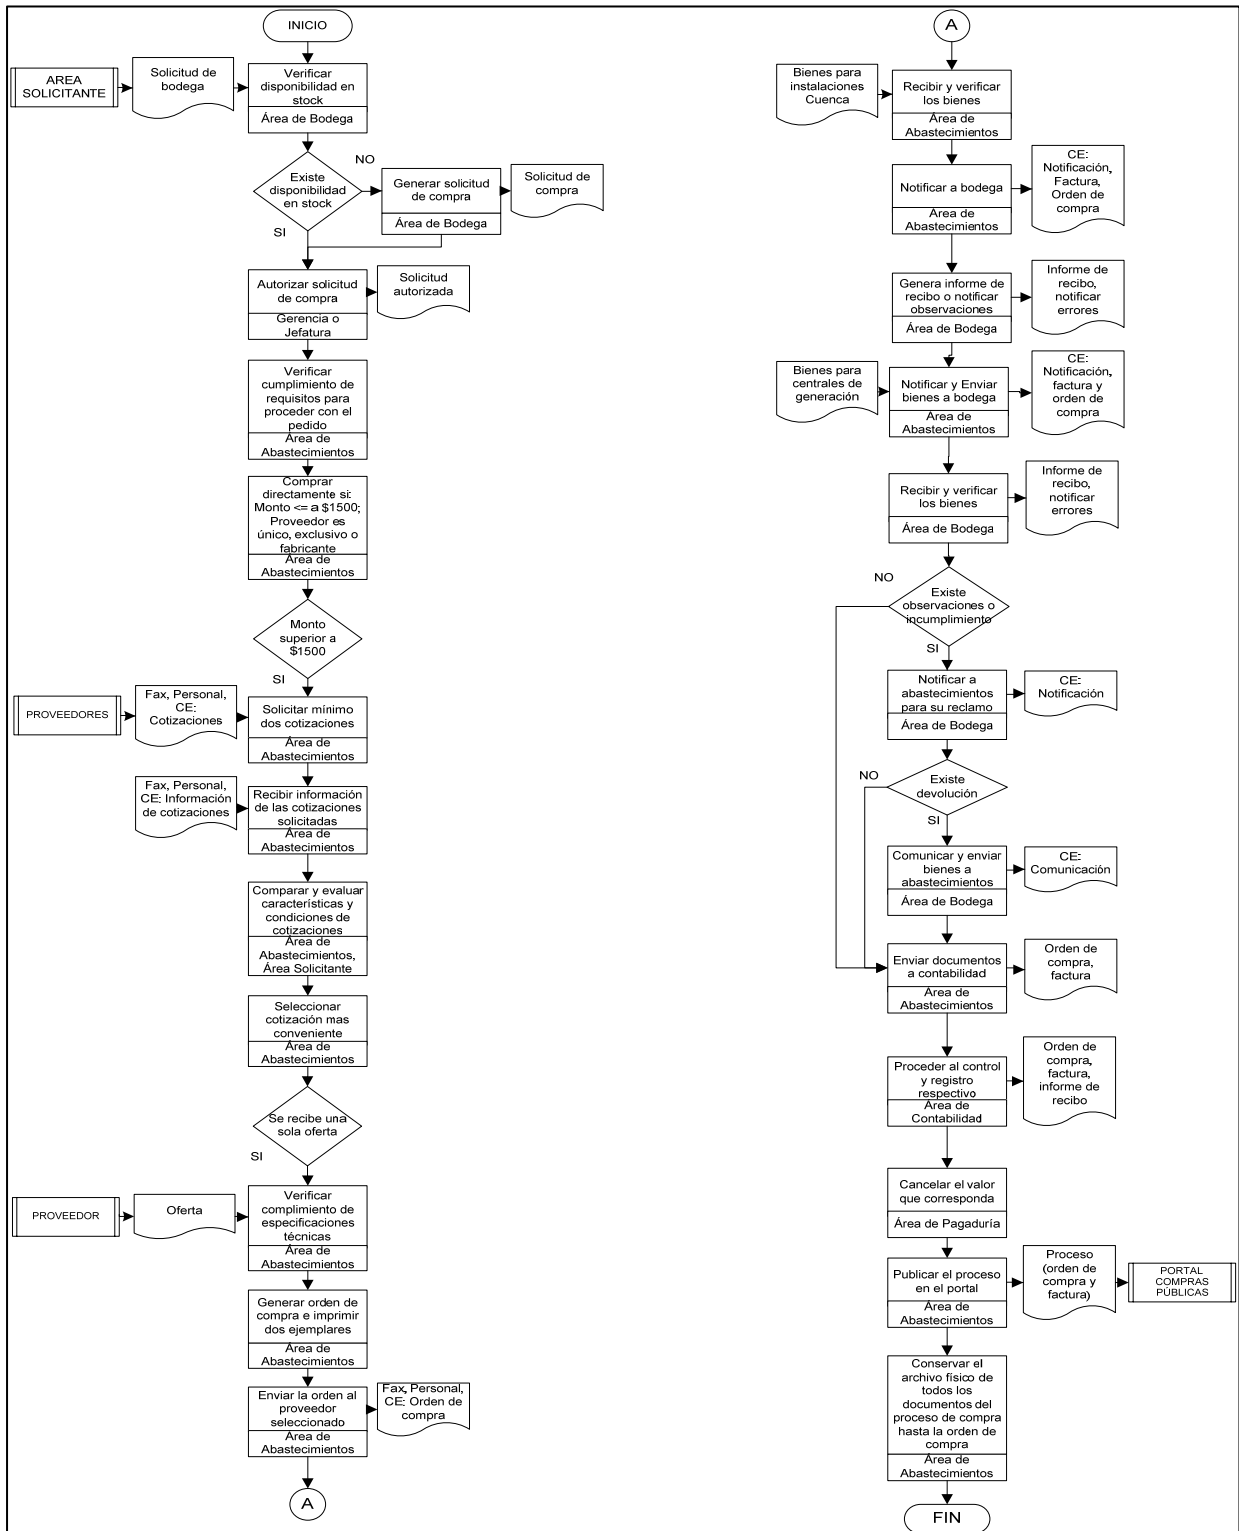 INICIO
AREA
SOLICITANTE
Solicitud de
bodega
Verificar
disponibilidad en
stock
Área de Bodega
Existe
disponibilidad
en stock
NO
SI
Generar solicitud
de compra
Área de Bodega
Solicitud de
compra
Autorizar solicitud
de compra
Gerencia o
Jefatura
Solicitud
autorizada
Verificar
cumplimiento de
requisitos para
proceder con el
pedido
Área de
Abastecimientos
Comprar
directamente si:
Monto <= a $1500;
Proveedor es
único, exclusivo o
fabricante
Área de
Abastecimientos
Monto
superior a
$1500
SI
PROVEEDORES
Fax, Personal,
CE:
Cotizaciones
Solicitar mínimo
dos cotizaciones
Área de
Abastecimientos
Fax, Personal,
CE: Información
de cotizaciones
Recibir información
de las cotizaciones
solicitadas
Área de
Abastecimientos
Comparar y evaluar
características y
condiciones de
cotizaciones
Área de
Abastecimientos,
Área Solicitante
Seleccionar
cotización mas
conveniente
Área de
Abastecimientos
Se recibe una
sola oferta
SI
PROVEEDOR
Oferta
Verificar
cumplimiento de
especificaciones
técnicas
Área de
Abastecimientos
Generar orden de
compra e imprimir
dos ejemplares
Área de
Abastecimientos
Enviar la orden al
proveedor
seleccionado
Área de
Abastecimientos
Fax, Personal,
CE: Orden de
compra
A
A
Bienes para
instalaciones
Cuenca
Recibir y verificar
los bienes
Área de
Abastecimientos
Notificar a bodega
Área de
Abastecimientos
CE:
Notificación,
Factura,
Orden de
compra
Genera informe de
recibo o notificar
observaciones
Área de Bodega
Informe de
recibo,
notificar
errores
Bienes para
centrales de
generación
Notificar y Enviar
bienes a bodega
Área de
Abastecimientos
CE:
Notificación,
factura y
orden de
compra
Recibir y verificar
los bienes
Área de Bodega
Informe de
recibo,
notificar
errores
NO
Existe
observaciones o
incumplimiento
SI
Notificar a
abastecimientos
para su reclamo
Área de Bodega
CE:
Notificación
NO
Existe
devolución
SI
Comunicar y enviar
bienes a
abastecimientos
Área de Bodega
CE:
Comunicación
Enviar documentos
a contabilidad
Área de
Abastecimientos
Orden de
compra,
factura
Proceder al control
y registro
respectivo
Área de
Contabilidad
Orden de
compra,
factura,
informe de
recibo
Cancelar el valor
que corresponda
Área de Pagaduría
Publicar el proceso
en el portal
Área de
Abastecimientos
Proceso
(orden de
compra y
factura)
PORTAL
COMPRAS
PÚBLICAS
Conservar el
archivo físico de
todos los
documentos del
proceso de compra
hasta la orden de
compra
Área de
Abastecimientos
FIN